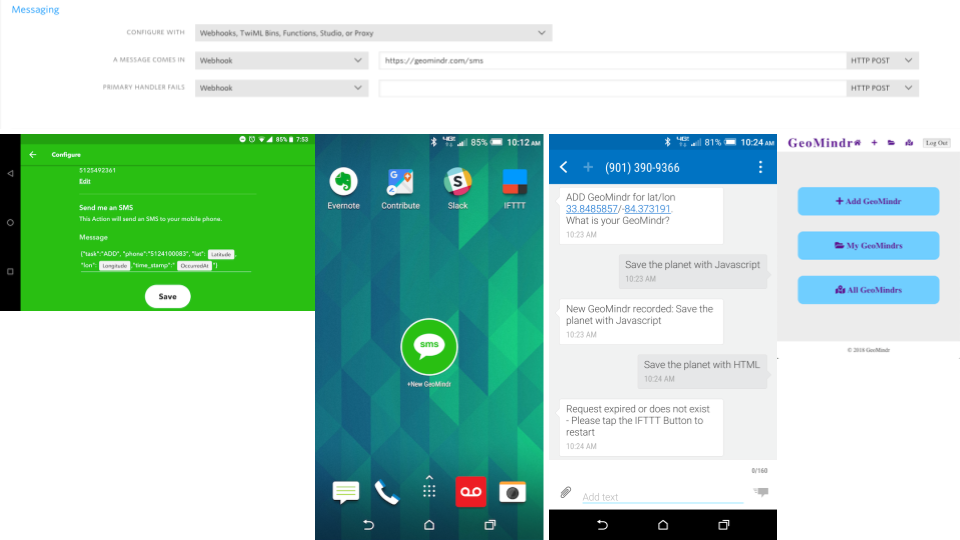 Messaging
CONFIGURE WITH
Webhooks, TwiML Bins, Functions, Studio, or Proxy
A MESSAGE COMES IN
Webhook
https://geomindr.com/sms
HTTP POST
PRIMARY HANDLER FAILS
Webhook
HTTP POST
85% 7:53
Configure
5125492361
Edit
Send me an SMS
This Action will send an SMS to your mobile phone.
Message
{"task":"ADD", "phone":"5124100083", "lat": Latitude
"lon": Longitude ,"time_stamp":" OccurredAt "}
Save
4G LTE 85% 10:12 AM
Evernote
Contribute
Slack
IFTTT
sms
+New GeoMindr
4G LTE 81% 10:24 AM
(901) 390-9366
ADD GeoMindr for lat/lon
33.8485857/-84.373191.
What is your GeoMindr?
10:23 AM
Save the planet with Javascript
10:23 AM
New GeoMindr recorded: Save the
planet with Javascript
10:23 AM
Save the planet with HTML
10:24 AM
Request expired or does not exist
- Please tap the IFTTT Button to
restart
10:24 AM
0/160
Add text
GeoMindr
Log Out
Add GeoMindr
My GeoMindrs
All GeoMindrs
© 2018 GeoMindr